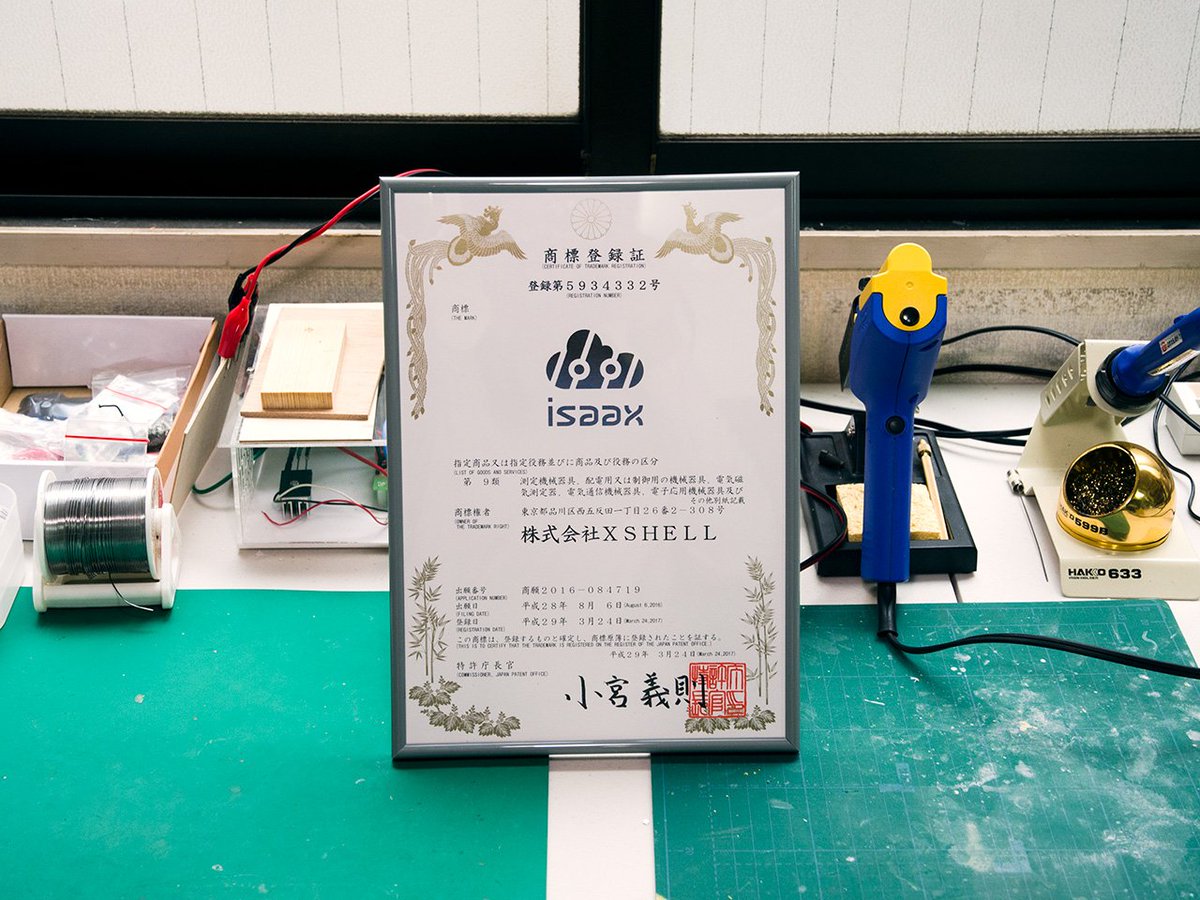 商標登録証
(CERTIFICATE OF TRADEMARK REGISTRATION)
登録第5934332号
(REGISTRATION NUMBER)
商標
(THE MARK)
isaax
指定商品又は指定役務並びに商品及び役務の区分
(LIST OF GOODS AND SERVICES)
第 9類 測定機械器具、配電用又は制御用の機械器具、電気磁
気測定器、電気通信機械器具、電子応用機械器具及び
その他別紙記載
商標権者 東京都品川区西五反田一丁目26番2-308号
(OWNER OF THE TRADEMARK RIGHT)
株式会社XSHELL
出願番号 商願2016-084719
(APPLICATION NUMBER)
出願日 平成28年 8月 6日(August 6,2016)
(FILING DATE)
登録日 平成29年 3月24日(March 24,2017)
(REGISTRATION DATE)
この商標は、登録するものと確定し、商標原簿に登録されたことを証する。
(THIS IS TO CERTIFY THAT THE TRADEMARK IS REGISTERED ON THE REGISTER OF THE JAPAN PATENT OFFICE.)
平成29年 3月24日(March 24,2017)
特許庁長官
(COMMISSIONER, JAPAN PATENT OFFICE)
小宮義則
HAKKO 599B
HAKKO 633
IRON HOLDER